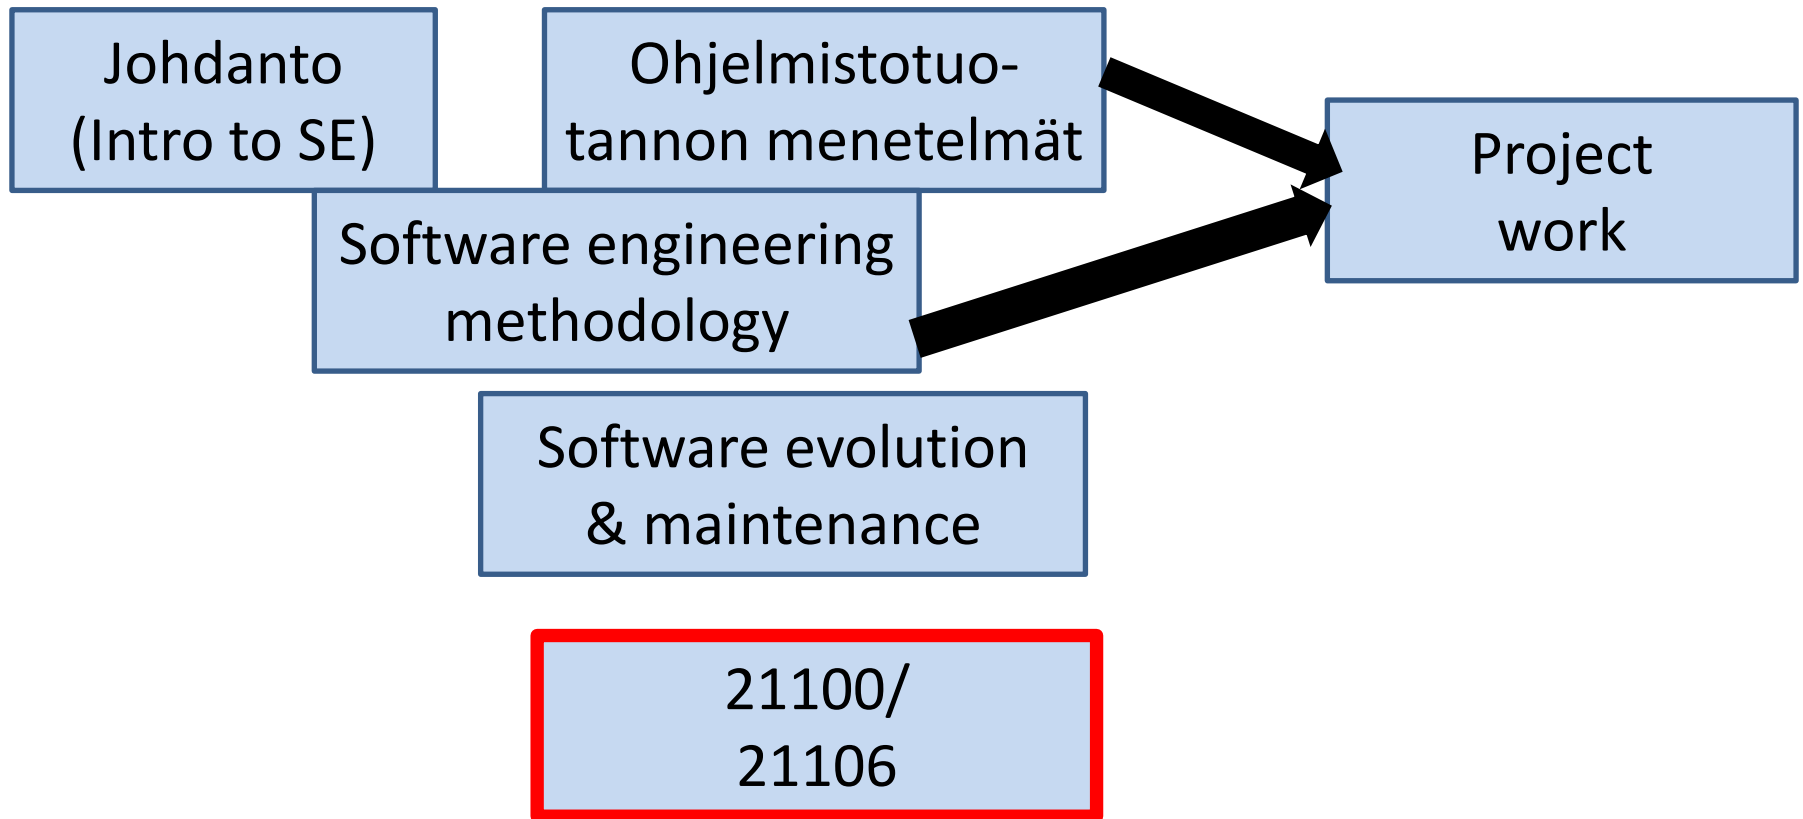 Johdanto
(Intro to SE)
Ohjelmistotuo-
tannon menetelmät
Project
work
Software engineering
methodology
Software evolution
& maintenance
21100/
21106